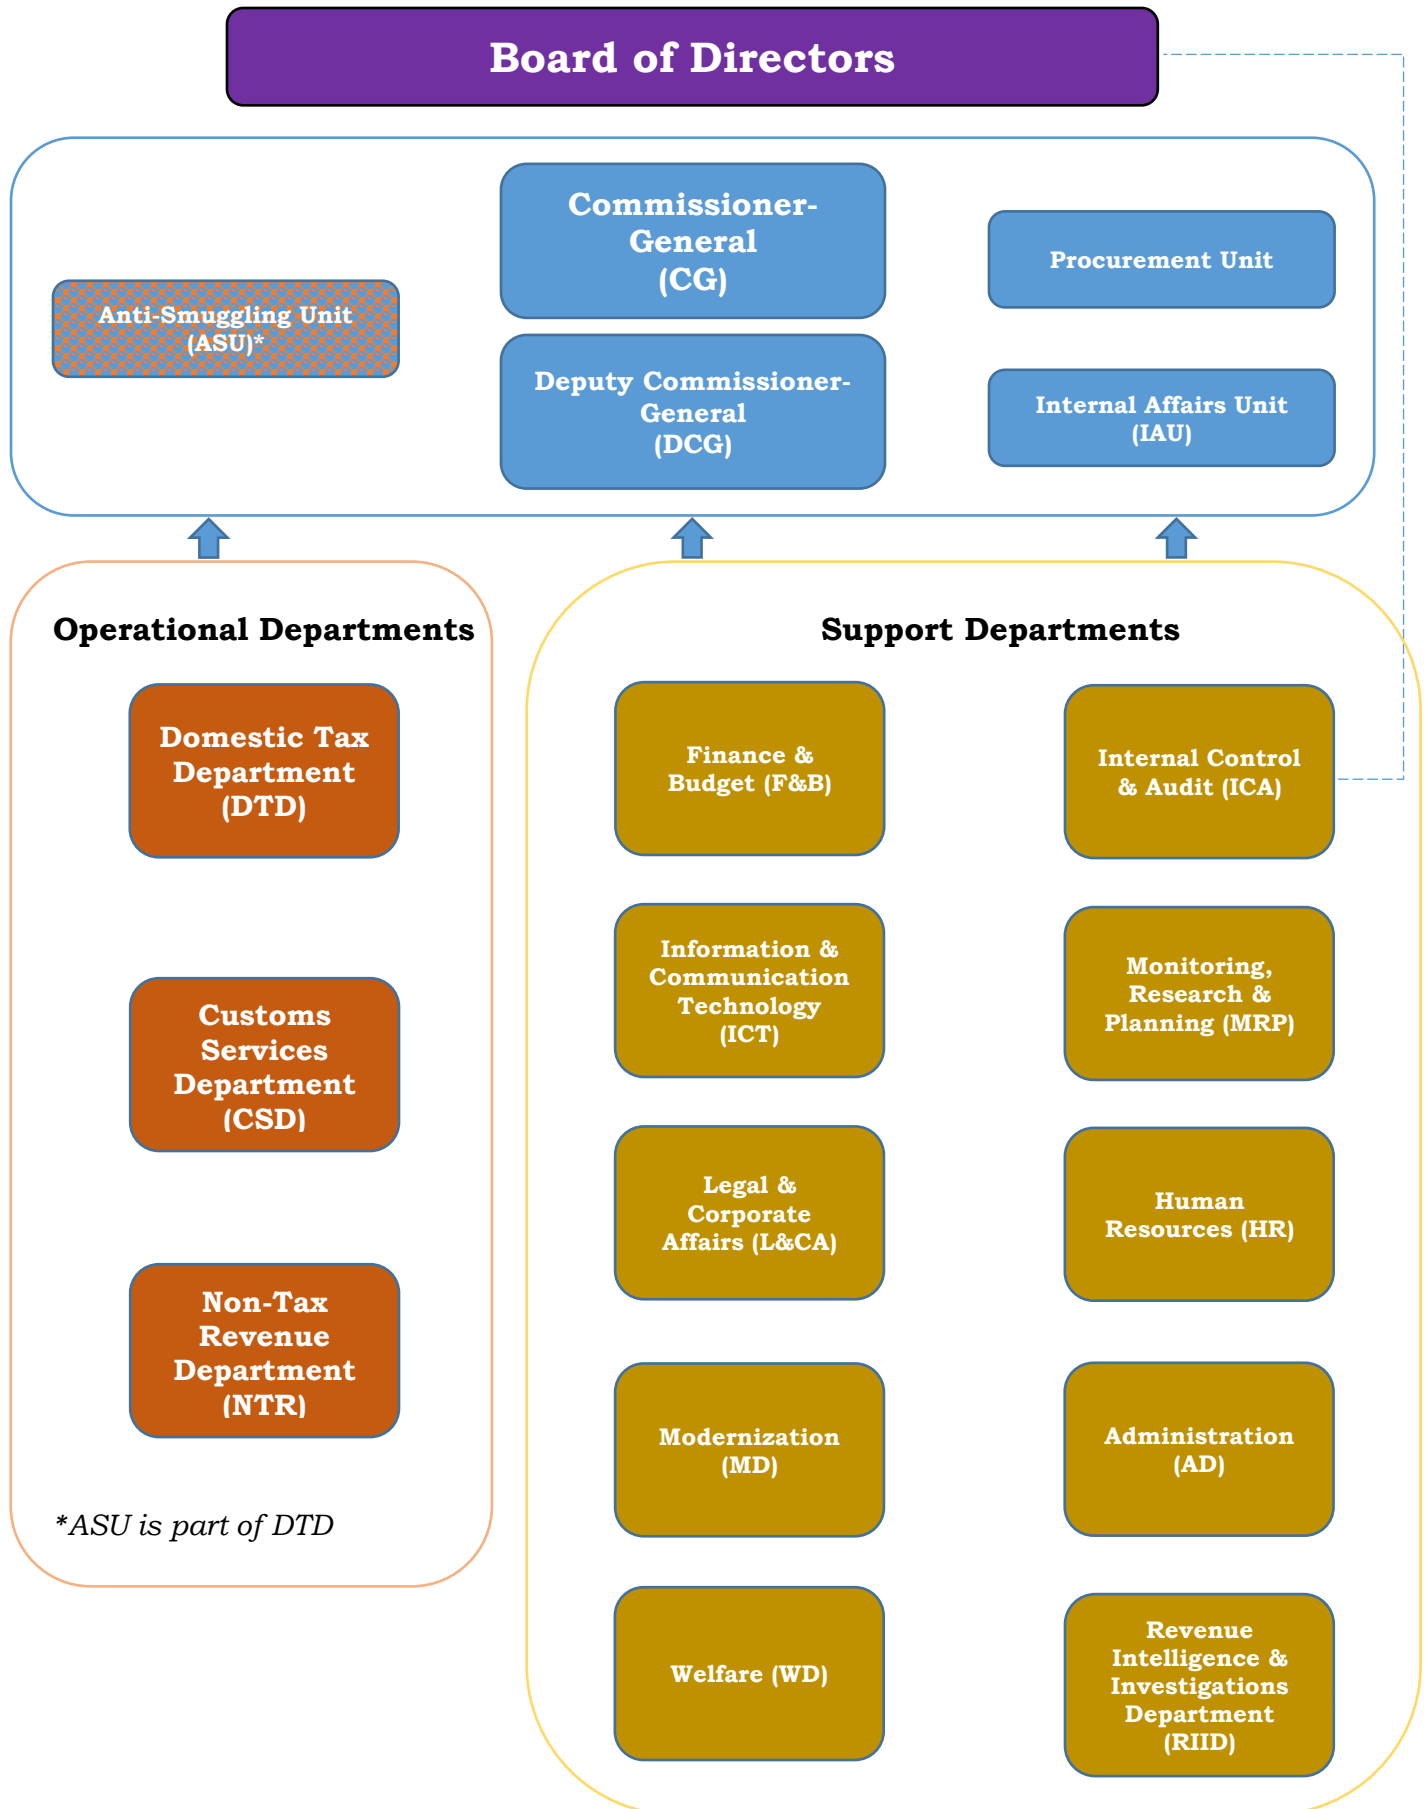 Board of Directors
Commissioner-
General
(CG)
Procurement Unit
Anti-Smuggling Unit
(ASU)*
Deputy Commissioner-
General
(DCG)
Internal Affairs Unit
(IAU)
Operational Departments
Domestic Tax
Department
(DTD)
Customs
Services
Department
(CSD)
Non-Tax
Revenue
Department
(NTR)
*ASU is part of DTD
Support Departments
Finance &
Budget (F&B)
Internal Control
& Audit (ICA)
Information &
Communication
Technology
(ICT)
Monitoring,
Research &
Planning (MRP)
Legal &
Corporate
Affairs (L&CA)
Human
Resources (HR)
Modernization
(MD)
Administration
(AD)
Welfare (WD)
Revenue
Intelligence &
Investigations
Department
(RIID)